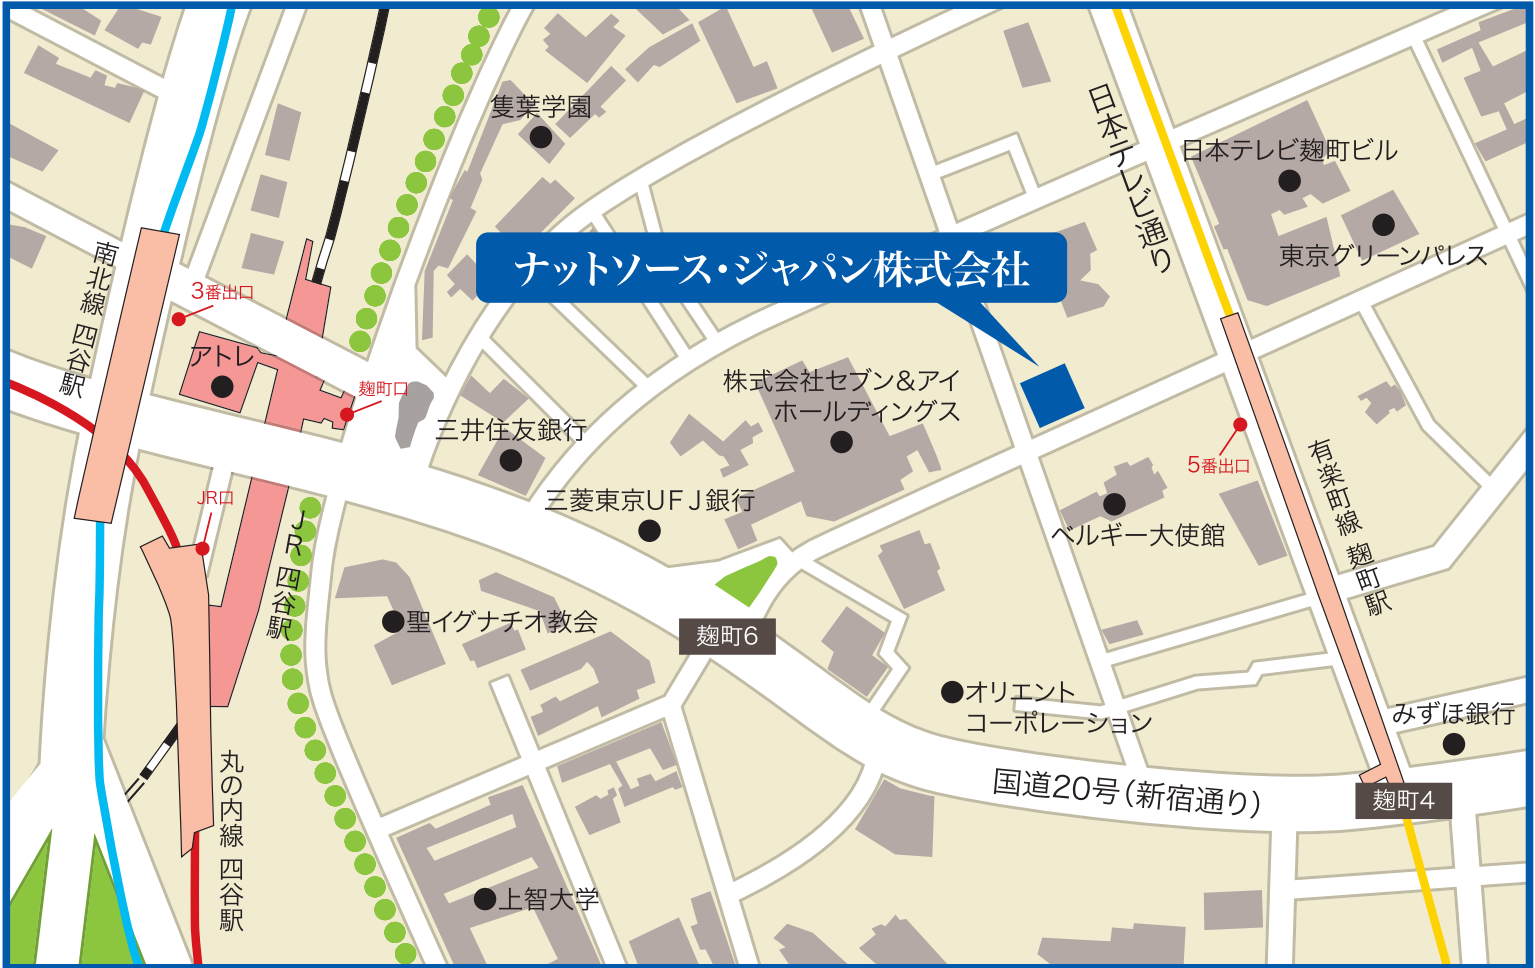 隻葉学園
日本テレビ通り
日本テレビ麹町ビル
東京グリーンパレス
ナットソース・ジャパン株式会社
南北線 四谷駅
3番出口
アトレ
麹町口
株式会社セブン&アイ
ホールディングス
三井住友銀行
5番出口
有楽町線 麹町駅
三菱東京UFJ銀行
JR口
JR 四谷駅
ベルギー大使館
聖イグナチオ教会
麹町6
オリエント
コーポレーション
みずほ銀行
国道20号(新宿通り)
麹町4
丸の内線 四谷駅
上智大学